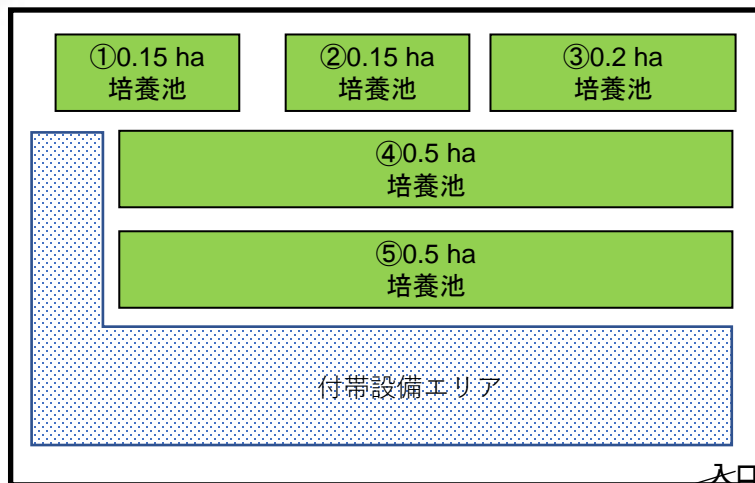 ①0.15 ha
培養池
②0.15 ha
培養池
③0.2 ha
培養池
④0.5 ha
培養池
⑤0.5 ha
培養池
付帯設備エリア
入口